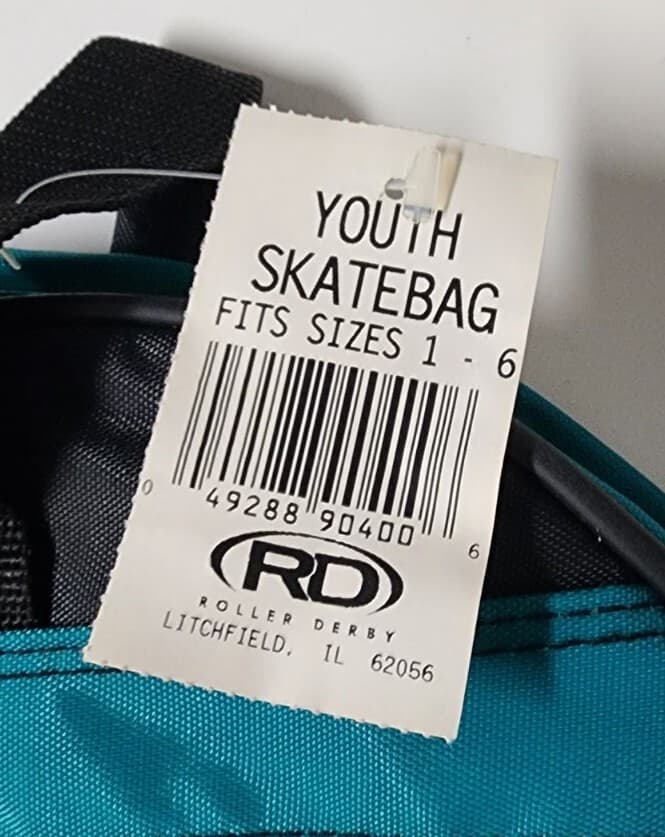 YOUTH
SKATEBAG
FITS SIZES 1 - 6
0 49288 90400 6
RD
ROLLER DERBY
LITCHFIELD, IL 62056